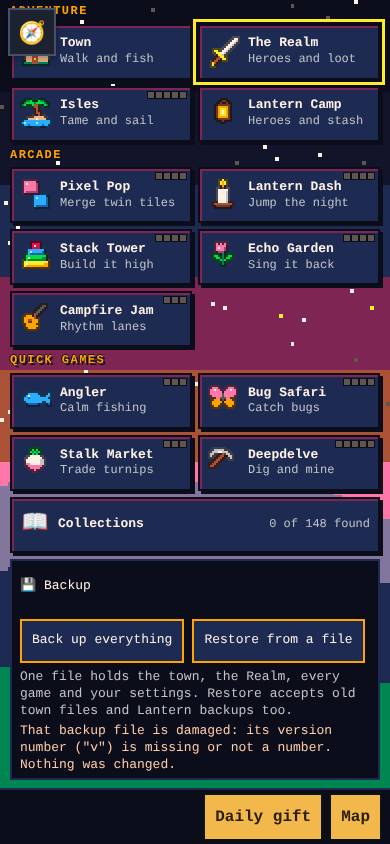 ADVENTURE
Town
Walk and fish
The Realm
Heroes and loot
Isles
Tame and sail
Lantern Camp
Heroes and stash
ARCADE
Pixel Pop
Merge twin tiles
Lantern Dash
Jump the night
Stack Tower
Build it high
Echo Garden
Sing it back
Campfire Jam
Rhythm lanes
QUICK GAMES
Angler
Calm fishing
Bug Safari
Catch bugs
Stalk Market
Trade turnips
Deepdelve
Dig and mine
Collections
0 of 148 found
Backup
Back up everything
Restore from a file
One file holds the town, the Realm, every
game and your settings. Restore accepts old
town files and Lantern backups too.
That backup file is damaged: its version
number ("v") is missing or not a number.
Nothing was changed.
Daily gift
Map